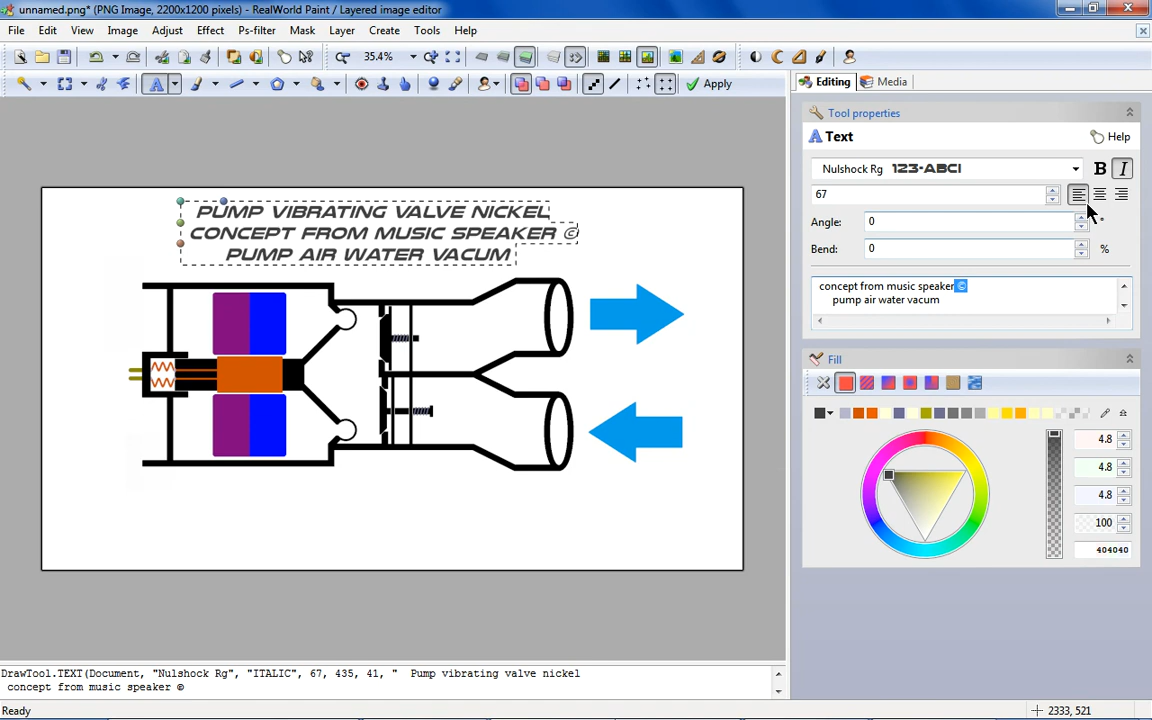 unnamed.png* (PNG Image, 2200x1200 pixels) - RealWorld Paint / Layered image editor
File Edit View Image Adjust Effect Ps-filter Mask Layer Create Tools Help
35.4%
Apply
Editing Media
Tool properties
A Text Help
Nulshock Rg 123-ABCI B I
67
Angle: 0 °
Bend: 0 %
concept from music speaker©
pump air water vacum
Fill
4.8
4.8
4.8
100
404040
PUMP VIBRATING VALVE NICKEL
CONCEPT FROM MUSIC SPEAKER ©
PUMP AIR WATER VACUM
DrawTool.TEXT(Document, "Nulshock Rg", "ITALIC", 67, 435, 41, "  Pump vibrating valve nickel
concept from music speaker ©
Ready 2333, 521